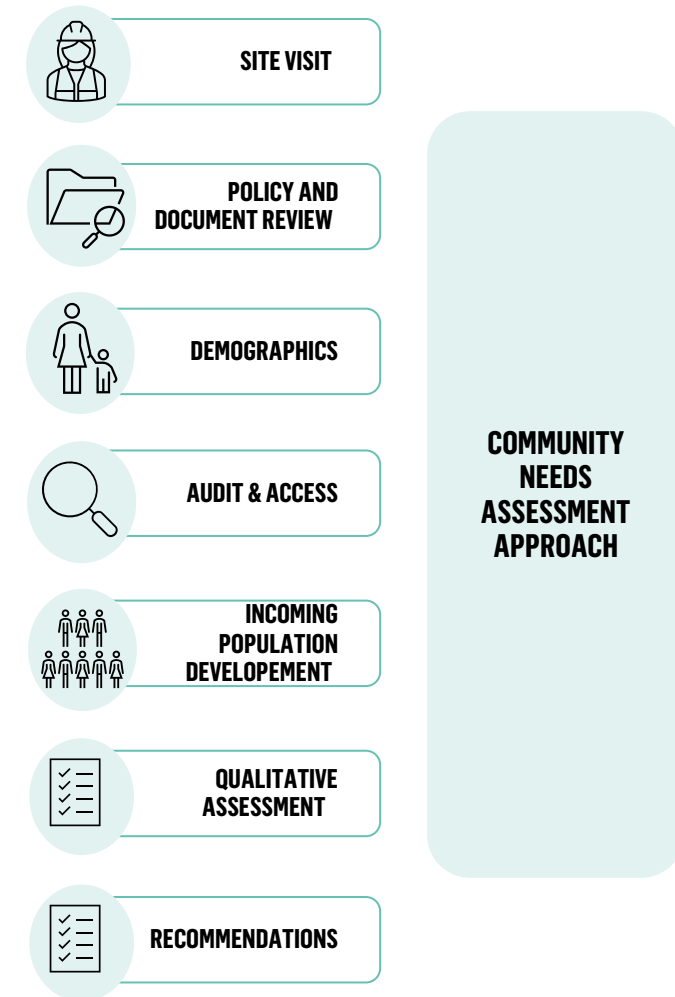 SITE VISIT
POLICY AND
DOCUMENT REVIEW
DEMOGRAPHICS
AUDIT & ACCESS
INCOMING
POPULATION
DEVELOPEMENT
QUALITATIVE
ASSESSMENT
RECOMMENDATIONS
COMMUNITY
NEEDS
ASSESSMENT
APPROACH